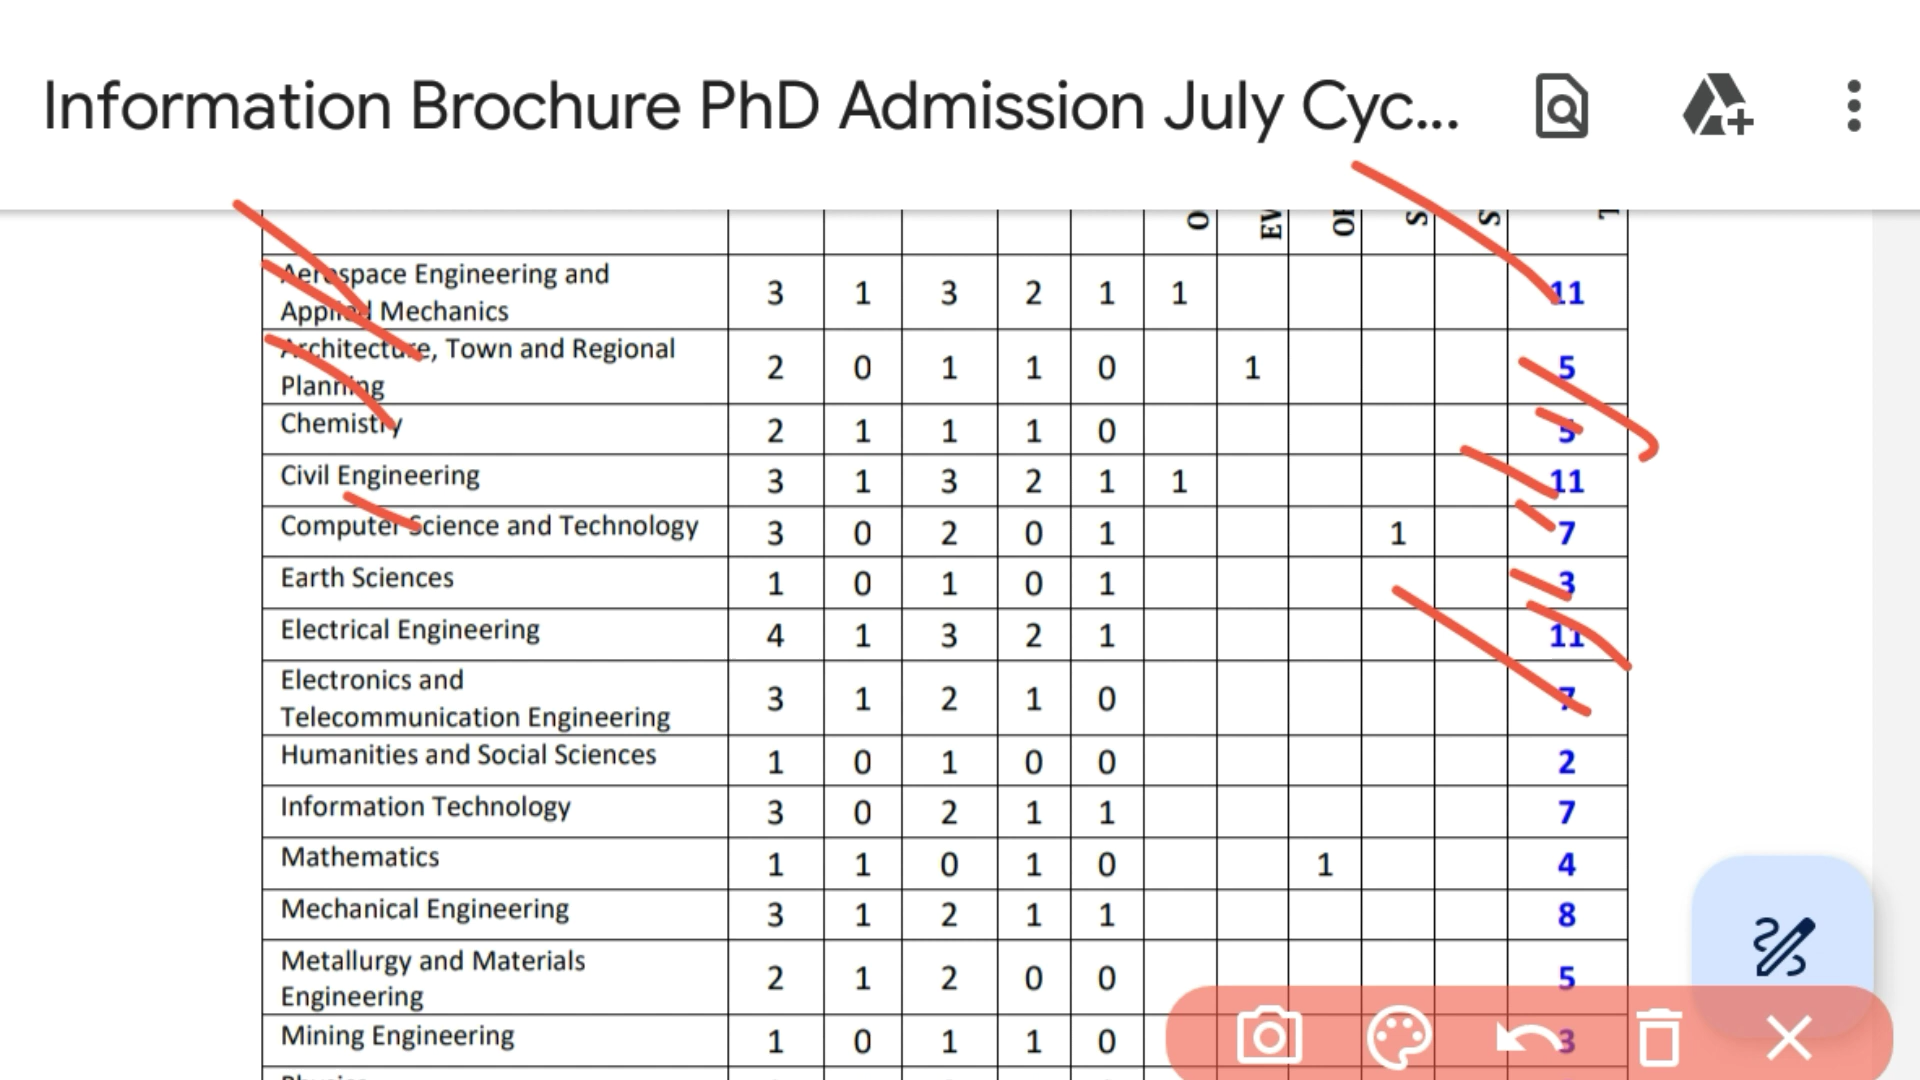 Information Brochure PhD Admission July Cyc...
O EW S S
Aerospace Engineering and
Applied Mechanics 3 1 3 2 1 1 11
Architecture, Town and Regional
Planning 2 0 1 1 0 1 5
Chemistry 2 1 1 1 0 5
Civil Engineering 3 1 3 2 1 1 11
Computer Science and Technology 3 0 2 0 1 1 7
Earth Sciences 1 0 1 0 1 3
Electrical Engineering 4 1 3 2 1 11
Electronics and
Telecommunication Engineering 3 1 2 1 0 7
Humanities and Social Sciences 1 0 1 0 0 2
Information Technology 3 0 2 1 1 7
Mathematics 1 1 0 1 0 1 4
Mechanical Engineering 3 1 2 1 1 8
Metallurgy and Materials
Engineering 2 1 2 0 0 5
Mining Engineering 1 0 1 1 0 3